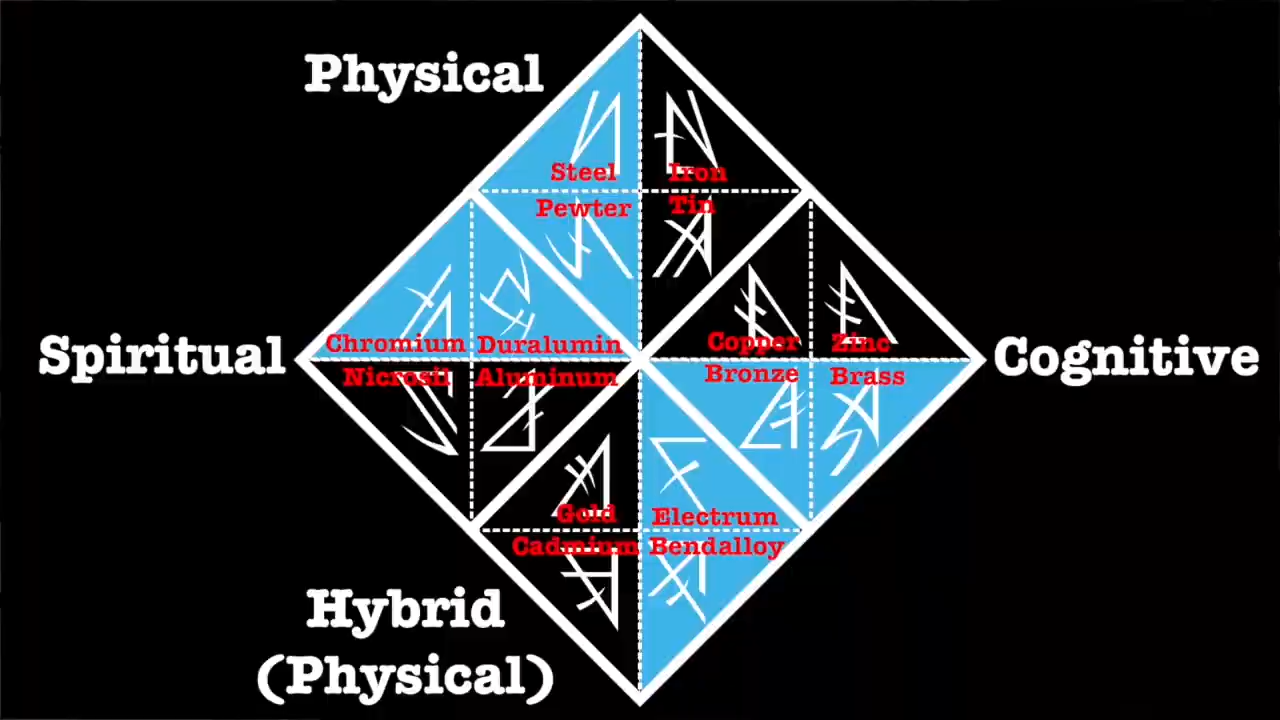 Physical
Steel Iron
Pewter Tin
Spiritual
Chromium Duralumin Copper Zinc
Nicrosil Aluminum Bronze Brass
Cognitive
Gold Electrum
Cadmium Bendalloy
Hybrid
(Physical)